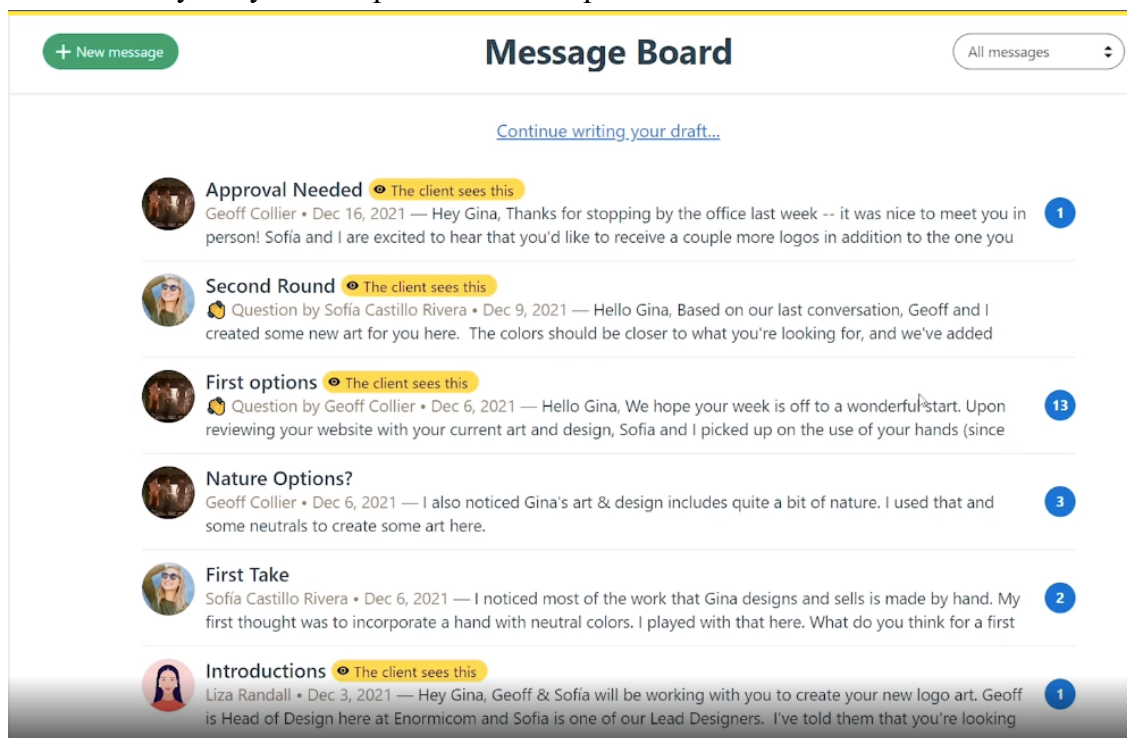 + New message
Message Board
All messages
Continue writing your draft...
Approval Needed The client sees this
Geoff Collier • Dec 16, 2021 — Hey Gina, Thanks for stopping by the office last week -- it was nice to meet you in
1
person! Sofía and I are excited to hear that you'd like to receive a couple more logos in addition to the one you
Second Round The client sees this
👏 Question by Sofía Castillo Rivera • Dec 9, 2021 — Hello Gina, Based on our last conversation, Geoff and I
created some new art for you here. The colors should be closer to what you're looking for, and we've added
First options The client sees this
👏 Question by Geoff Collier • Dec 6, 2021 — Hello Gina, We hope your week is off to a wonderful start. Upon
13
reviewing your website with your current art and design, Sofia and I picked up on the use of your hands (since
Nature Options?
Geoff Collier • Dec 6, 2021 — I also noticed Gina's art & design includes quite a bit of nature. I used that and
3
some neutrals to create some art here.
First Take
Sofía Castillo Rivera • Dec 6, 2021 — I noticed most of the work that Gina designs and sells is made by hand. My
2
first thought was to incorporate a hand with neutral colors. I played with that here. What do you think for a first
Introductions The client sees this
Liza Randall • Dec 3, 2021 — Hey Gina, Geoff & Sofía will be working with you to create your new logo art. Geoff
1
is Head of Design here at Enormicom and Sofia is one of our Lead Designers. I've told them that you're looking